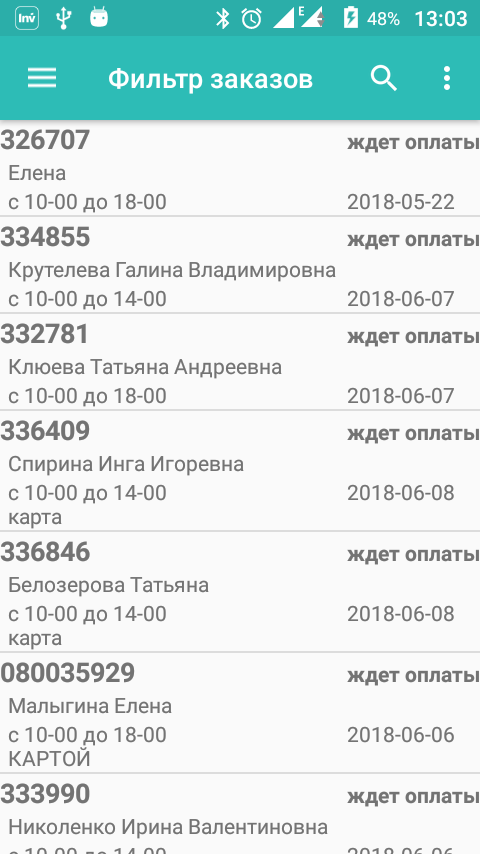 Inv E 48% 13:03
Фильтр заказов
326707 ждет оплаты
Елена
с 10-00 до 18-00 2018-05-22
334855 ждет оплаты
Крутелева Галина Владимировна
с 10-00 до 14-00 2018-06-07
332781 ждет оплаты
Клюева Татьяна Андреевна
с 10-00 до 18-00 2018-06-07
336409 ждет оплаты
Спирина Инга Игоревна
с 10-00 до 14-00 2018-06-08
карта
336846 ждет оплаты
Белозерова Татьяна
с 10-00 до 14-00 2018-06-08
карта
080035929 ждет оплаты
Малыгина Елена
с 10-00 до 18-00 2018-06-06
КАРТОЙ
333990 ждет оплаты
Николенко Ирина Валентиновна